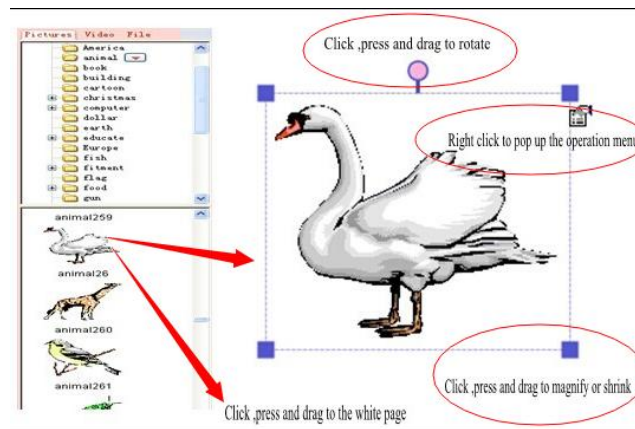 Pictures Video File
America
animal
book
building
cartoon
christmas
computer
dollar
earth
educate
Europe
fish
fitment
flag
food
gun
animal259
animal26
animal260
animal261
Click ,press and drag to rotate
Right click to pop up the operation menu
Click ,press and drag to magnify or shrink
Click ,press and drag to the white page